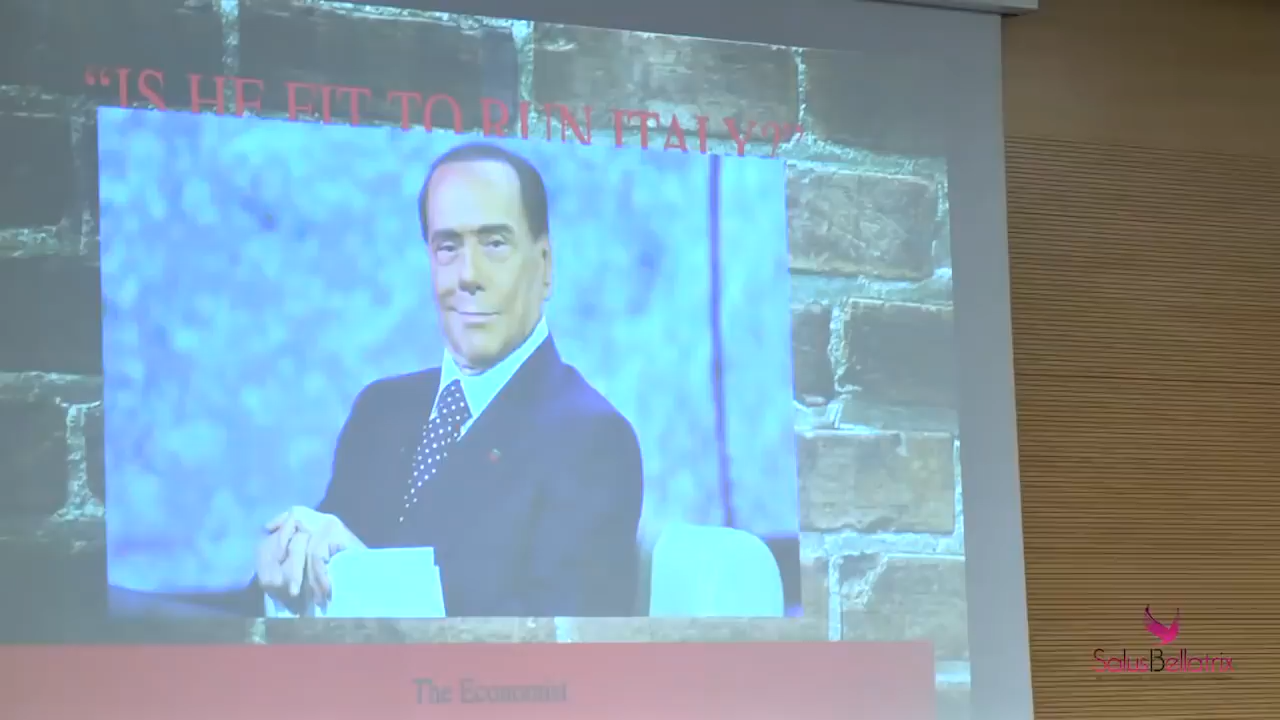 “IS HE FIT TO RUN ITALY?”
The Economist
SalusBellatrix